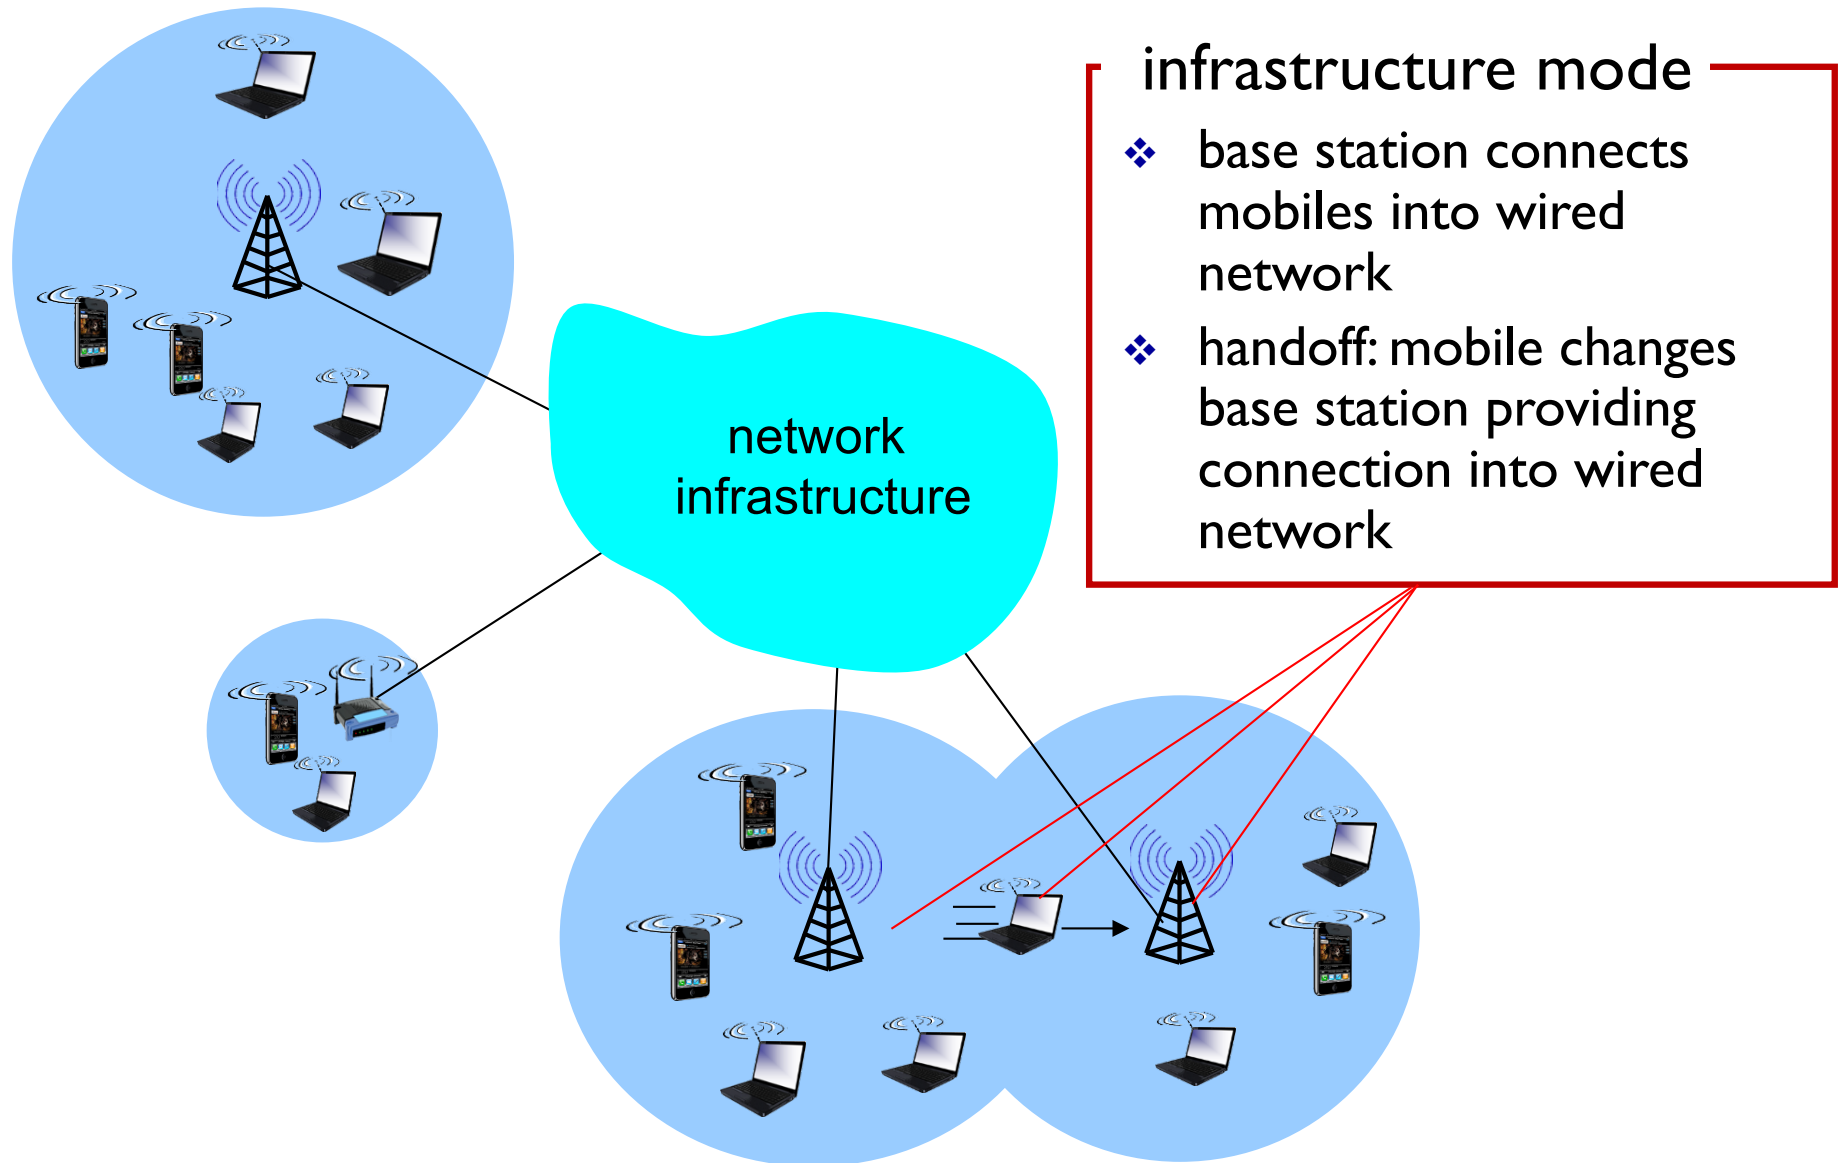 infrastructure mode
❖ base station connects
mobiles into wired
network
❖ handoff: mobile changes
base station providing
connection into wired
network
network
infrastructure